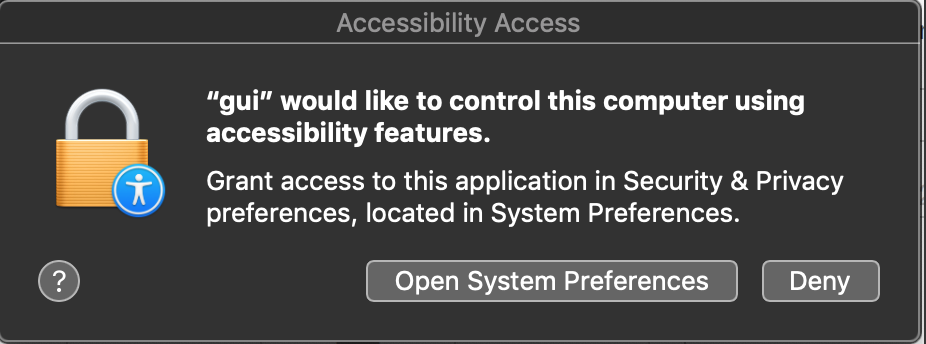 Accessibility Access
“gui” would like to control this computer using
accessibility features.
Grant access to this application in Security & Privacy
preferences, located in System Preferences.
?
Open System Preferences
Deny